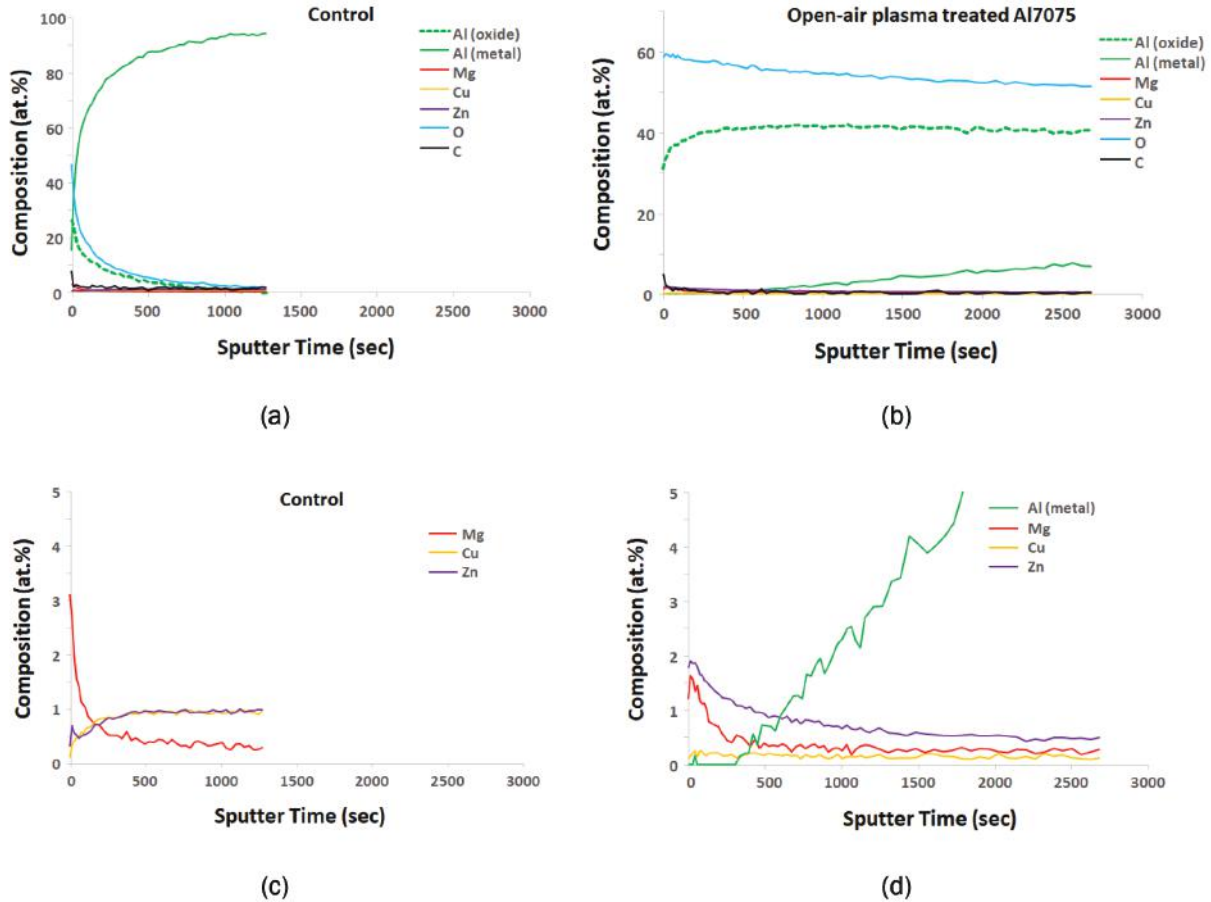 Control
Composition (at.%)
100
80
60
40
20
0
0
500
1000
1500
2000
2500
3000
Sputter Time (sec)
Al (oxide)
Al (metal)
Mg
Cu
Zn
O
C
(a)
Open-air plasma treated Al7075
Composition (at.%)
60
40
20
0
0
500
1000
1500
2000
2500
3000
Sputter Time (sec)
Al (oxide)
Al (metal)
Mg
Cu
Zn
O
C
(b)
Control
Composition (at.%)
5
4
3
2
1
0
0
500
1000
1500
2000
2500
3000
Sputter Time (sec)
Mg
Cu
Zn
(c)
Composition (at.%)
5
4
3
2
1
0
0
500
1000
1500
2000
2500
3000
Sputter Time (sec)
Al (metal)
Mg
Cu
Zn
(d)